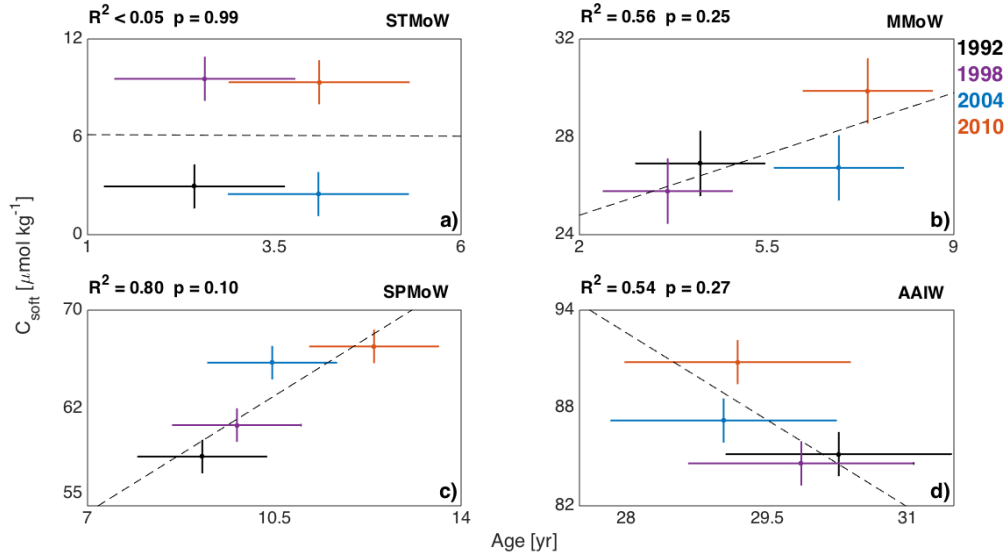 R² < 0.05 p = 0.99 STMoW
12
6
0
1 3.5 6
a)
R² = 0.56 p = 0.25 MMoW
32
28
24
2 5.5 9
b)
1992
1998
2004
2010
R² = 0.80 p = 0.10 SPMoW
70
62
55
7 10.5 14
c)
R² = 0.54 p = 0.27 AAIW
94
88
82
28 29.5 31
d)
C_soft [μmol kg⁻¹]
Age [yr]